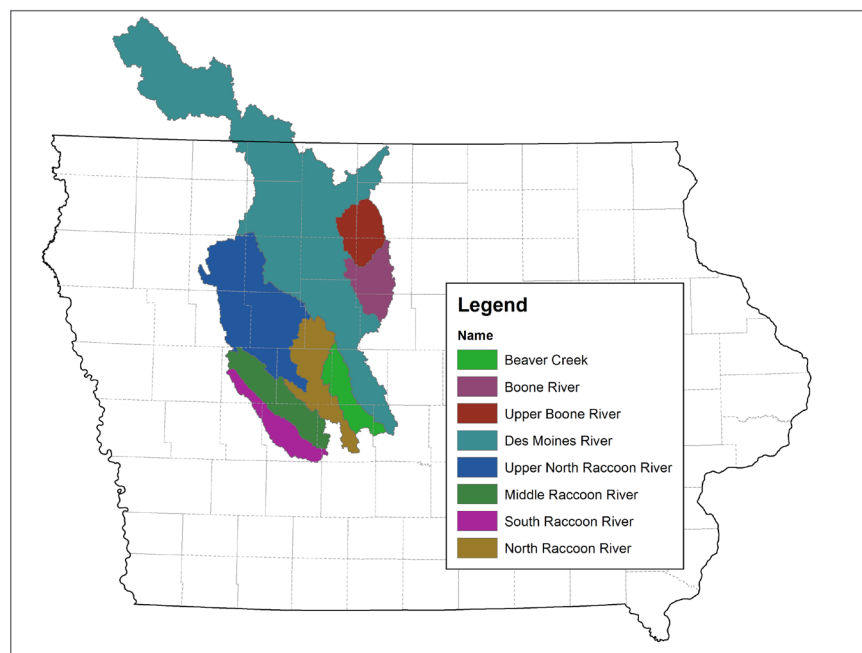 Legend
Name
Beaver Creek
Boone River
Upper Boone River
Des Moines River
Upper North Raccoon River
Middle Raccoon River
South Raccoon River
North Raccoon River